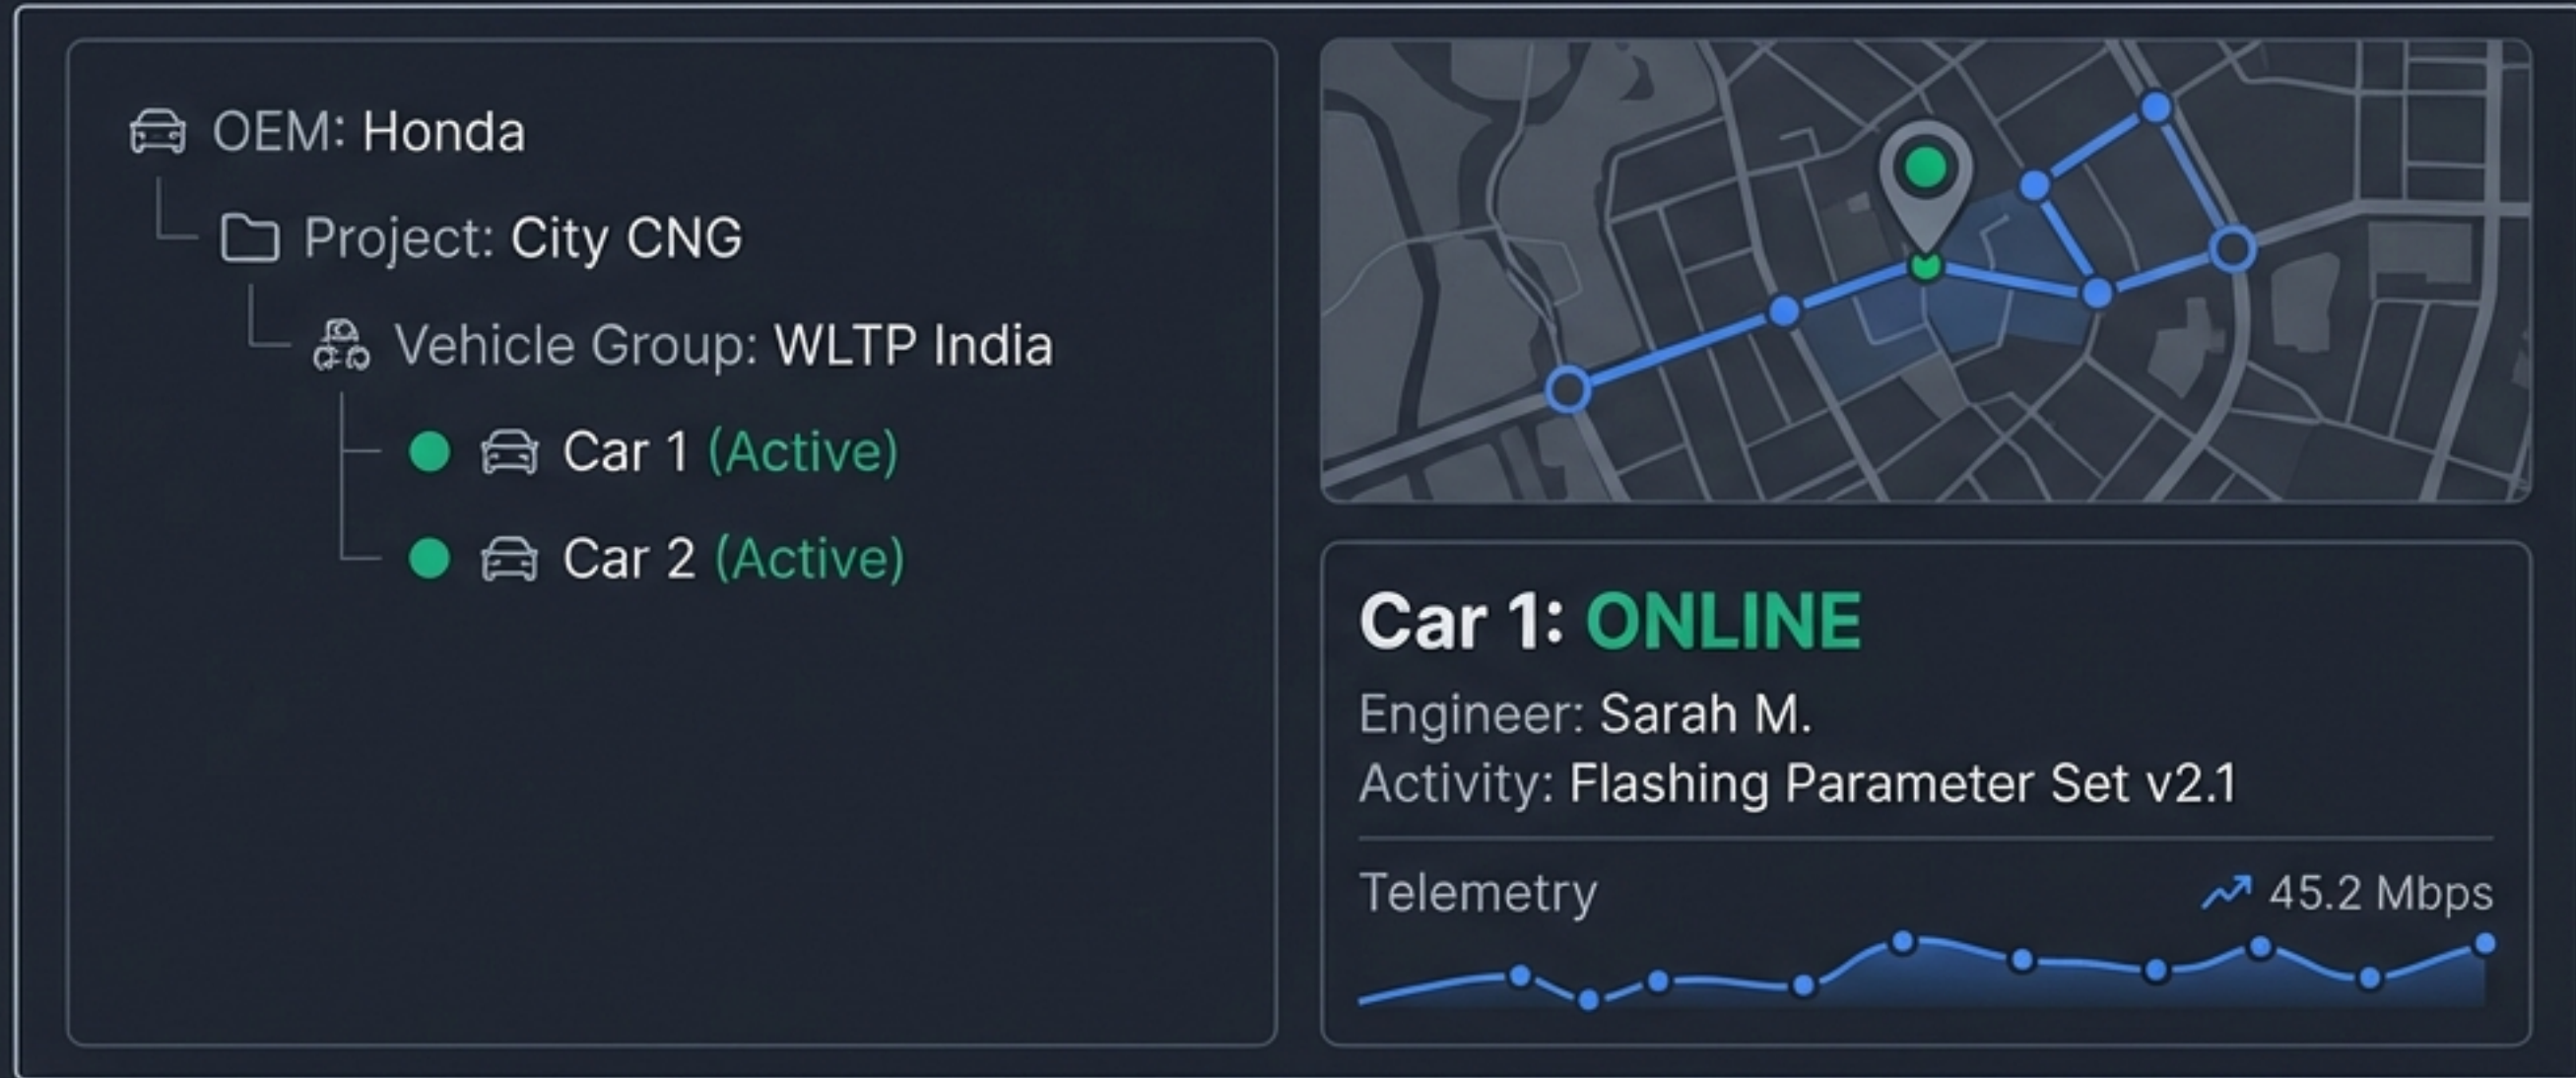 OEM: Honda
Project: City CNG
Vehicle Group: WLTP India
Car 1 (Active)
Car 2 (Active)
Car 1: ONLINE
Engineer: Sarah M.
Activity: Flashing Parameter Set v2.1
Telemetry
45.2 Mbps